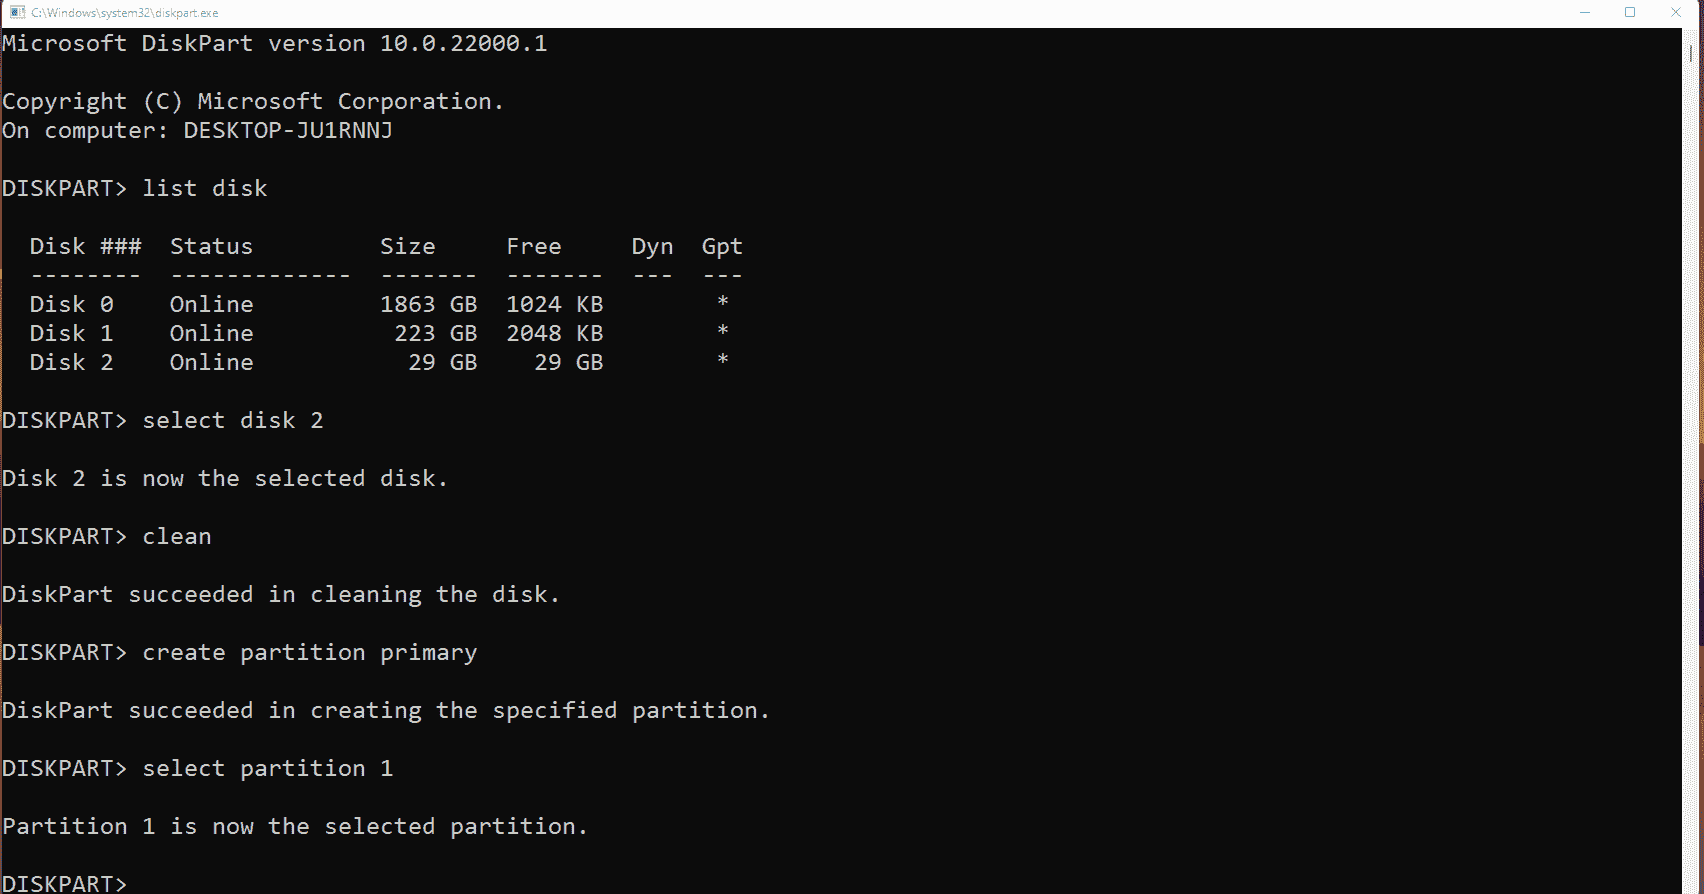 C:\Windows\system32\diskpart.exe
Microsoft DiskPart version 10.0.22000.1
Copyright (C) Microsoft Corporation.
On computer: DESKTOP-JU1RNNJ
DISKPART> list disk
Disk ###  Status         Size     Free     Dyn  Gpt
--------  -------------  -------  -------  ---  ---
Disk 0    Online         1863 GB  1024 KB        *
Disk 1    Online          223 GB  2048 KB        *
Disk 2    Online           29 GB    29 GB        *
DISKPART> select disk 2
Disk 2 is now the selected disk.
DISKPART> clean
DiskPart succeeded in cleaning the disk.
DISKPART> create partition primary
DiskPart succeeded in creating the specified partition.
DISKPART> select partition 1
Partition 1 is now the selected partition.
DISKPART>